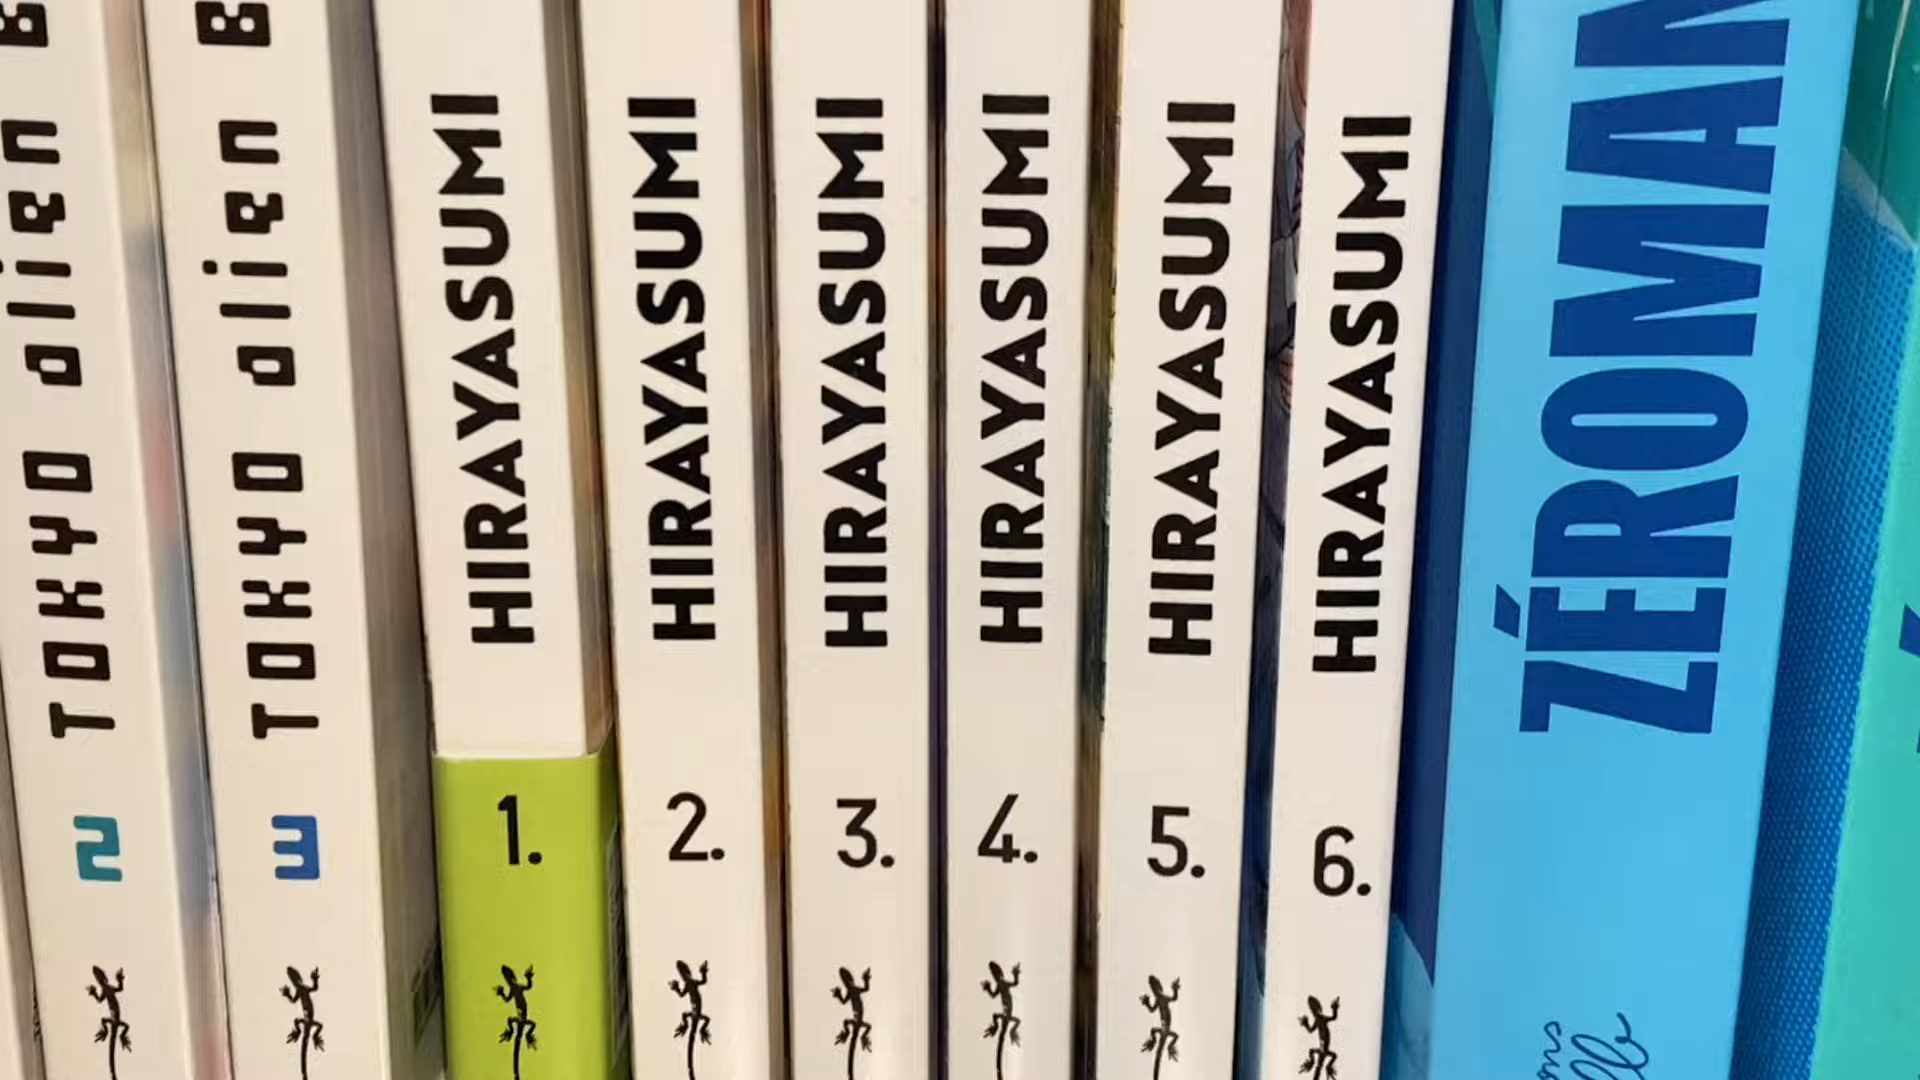 TOKYO alien B
2
TOKYO alien B
3
HIRAYASUMI
1.
HIRAYASUMI
2.
HIRAYASUMI
3.
HIRAYASUMI
4.
HIRAYASUMI
5.
HIRAYASUMI
6.
ZÉROMAN